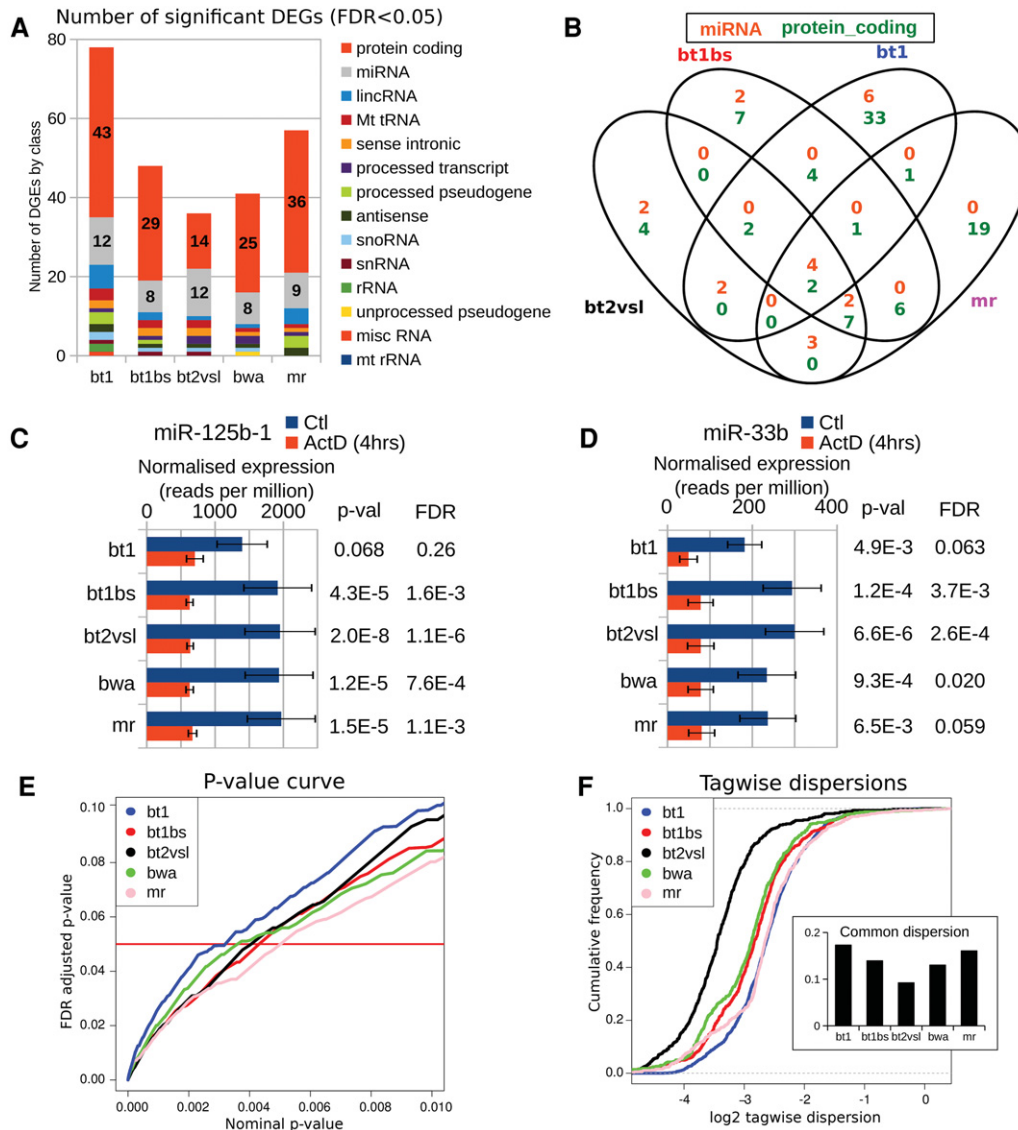 A
Number of significant DEGs (FDR<0.05)
Number of DGEs by class
80
60
40
20
0
43
12
29
8
14
12
25
8
36
9
bt1 bt1bs bt2vsl bwa mr
protein coding
miRNA
lincRNA
Mt tRNA
sense intronic
processed transcript
processed pseudogene
antisense
snoRNA
snRNA
rRNA
unprocessed pseudogene
misc RNA
mt rRNA
B
miRNA protein_coding
bt1bs bt1
2 6
7 33
0 0 0
0 4 1
2 0 0 0
4 2 1 19
bt2vsl mr
4
2
2 0 2 0
0 0 7 6
3
0
C
miR-125b-1
Ctl
ActD (4hrs)
Normalised expression
(reads per million)
0 1000 2000 p-val FDR
bt1 0.068 0.26
bt1bs 4.3E-5 1.6E-3
bt2vsl 2.0E-8 1.1E-6
bwa 1.2E-5 7.6E-4
mr 1.5E-5 1.1E-3
D
miR-33b
Ctl
ActD (4hrs)
Normalised expression
(reads per million)
0 200 400 p-val FDR
bt1 4.9E-3 0.063
bt1bs 1.2E-4 3.7E-3
bt2vsl 6.6E-6 2.6E-4
bwa 9.3E-4 0.020
mr 6.5E-3 0.059
E
P-value curve
FDR adjusted p-value
0.10
0.08
0.06
0.04
0.02
0.00
bt1
bt1bs
bt2vsl
bwa
mr
0.000 0.002 0.004 0.006 0.008 0.010
Nominal p-value
F
Tagwise dispersions
Cumulative frequency
1.0
0.8
0.6
0.4
0.2
0.0
bt1
bt1bs
bt2vsl
bwa
mr
Common dispersion
0.2
0.1
0
bt1 bt1bs bt2vsl bwa mr
-4 -3 -2 -1 0
log2 tagwise dispersion